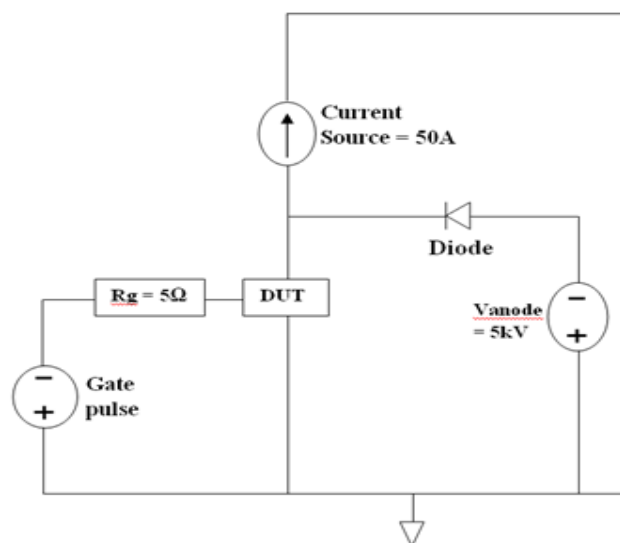 Current
Source = 50A
Diode
Rg = 5Ω
DUT
Vanode
= 5kV
Gate
pulse